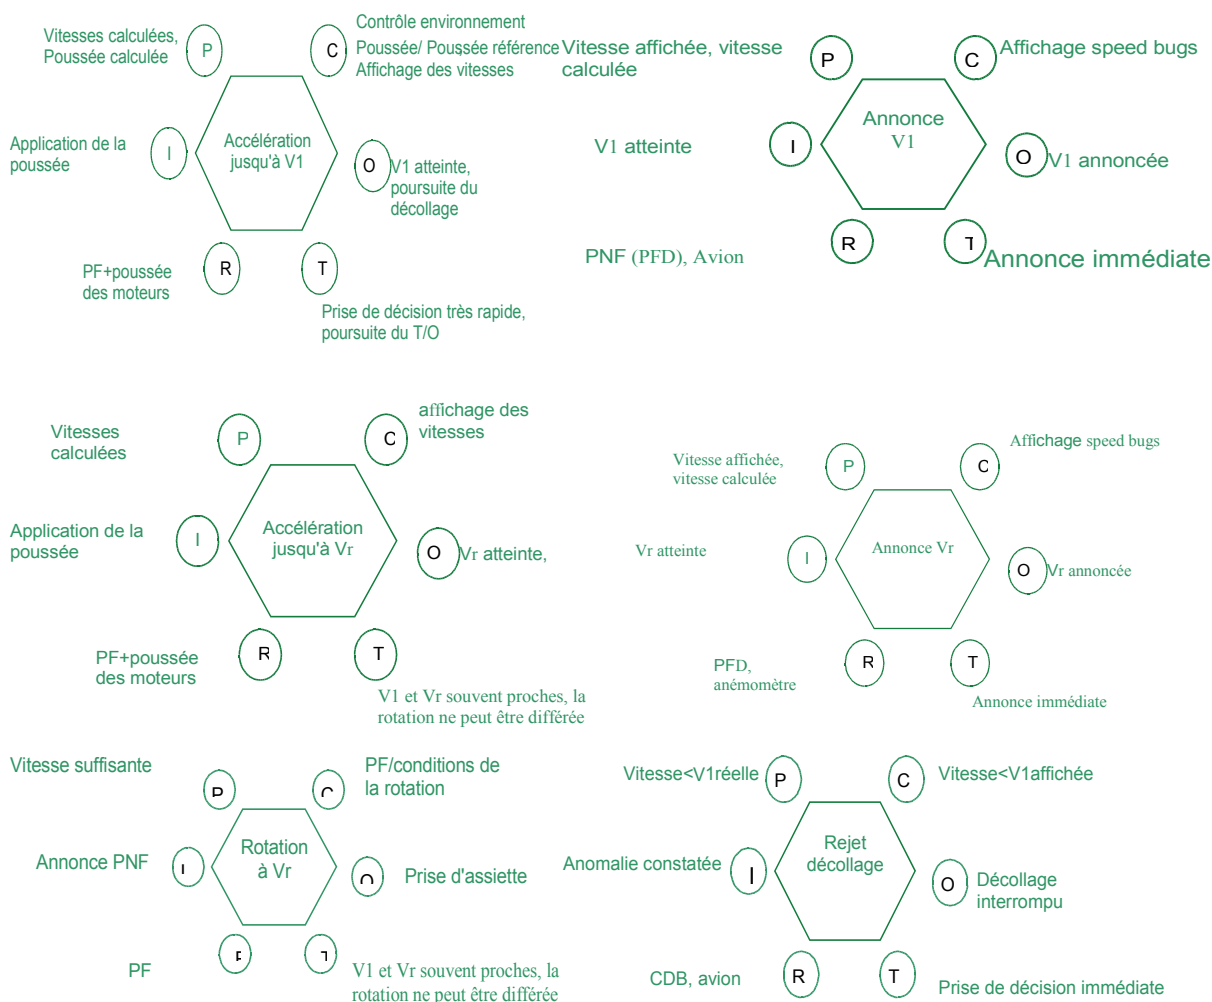 Vitesses calculées,
Poussée calculée
P
C
Contrôle environnement
Poussée/ Poussée référence
Affichage des vitesses
Application de la
poussée
I
Accélération
jusqu'à V1
O
V1 atteinte,
poursuite du
décollage
PF+poussée
des moteurs
R
T
Prise de décision très rapide,
poursuite du T/O
Vitesse affichée, vitesse
calculée
P
C
Affichage speed bugs
V1 atteinte
I
Annonce
V1
O
V1 annoncée
PNF (PFD), Avion
R
T
Annonce immédiate
Vitesses
calculées
P
C
affichage des
vitesses
Application de la
poussée
I
Accélération
jusqu'à Vr
O
Vr atteinte,
PF+poussée
des moteurs
R
T
V1 et Vr souvent proches, la
rotation ne peut être différée
Vitesse affichée,
vitesse calculée
P
C
Affichage speed bugs
Vr atteinte
I
Annonce Vr
O
Vr annoncée
PFD,
anémomètre
R
T
Annonce immédiate
Vitesse suffisante
P
C
PF/conditions de
la rotation
Annonce PNF
I
Rotation
à Vr
O
Prise d'assiette
PF
V1 et Vr souvent proches, la
rotation ne peut être différée
Vitesse<V1réelle
P
C
Vitesse<V1affichée
Anomalie constatée
I
Rejet
décollage
O
Décollage
interrompu
CDB, avion
R
T
Prise de décision immédiate